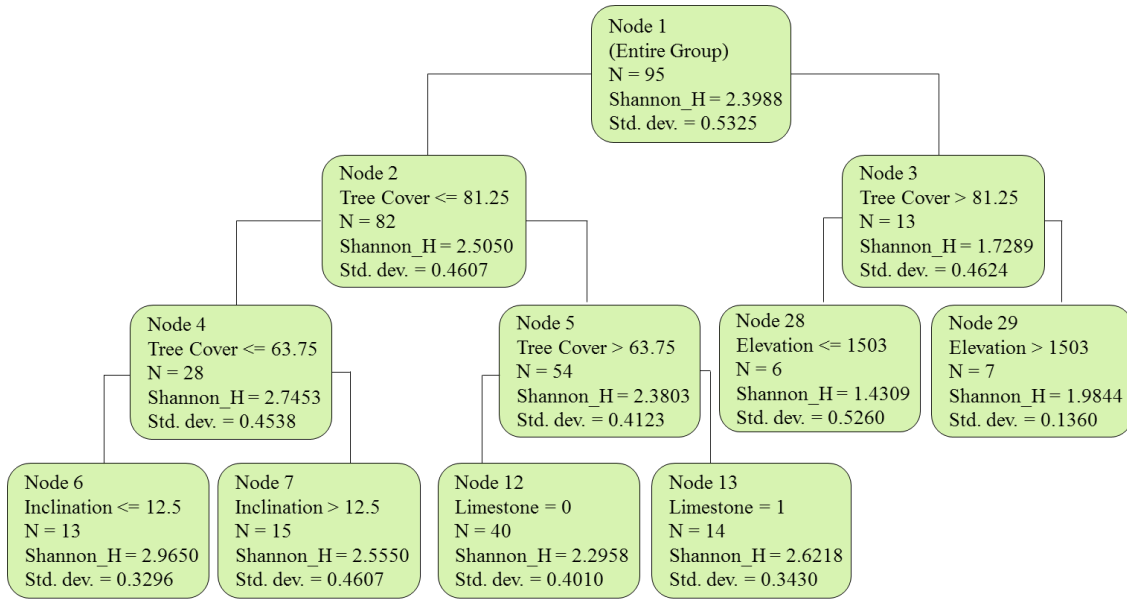 Node 1
(Entire Group)
N = 95
Shannon_H = 2.3988
Std. dev. = 0.5325
Node 2
Tree Cover <= 81.25
N = 82
Shannon_H = 2.5050
Std. dev. = 0.4607
Node 3
Tree Cover > 81.25
N = 13
Shannon_H = 1.7289
Std. dev. = 0.4624
Node 4
Tree Cover <= 63.75
N = 28
Shannon_H = 2.7453
Std. dev. = 0.4538
Node 5
Tree Cover > 63.75
N = 54
Shannon_H = 2.3803
Std. dev. = 0.4123
Node 28
Elevation <= 1503
N = 6
Shannon_H = 1.4309
Std. dev. = 0.5260
Node 29
Elevation > 1503
N = 7
Shannon_H = 1.9844
Std. dev. = 0.1360
Node 6
Inclination <= 12.5
N = 13
Shannon_H = 2.9650
Std. dev. = 0.3296
Node 7
Inclination > 12.5
N = 15
Shannon_H = 2.5550
Std. dev. = 0.4607
Node 12
Limestone = 0
N = 40
Shannon_H = 2.2958
Std. dev. = 0.4010
Node 13
Limestone = 1
N = 14
Shannon_H = 2.6218
Std. dev. = 0.3430